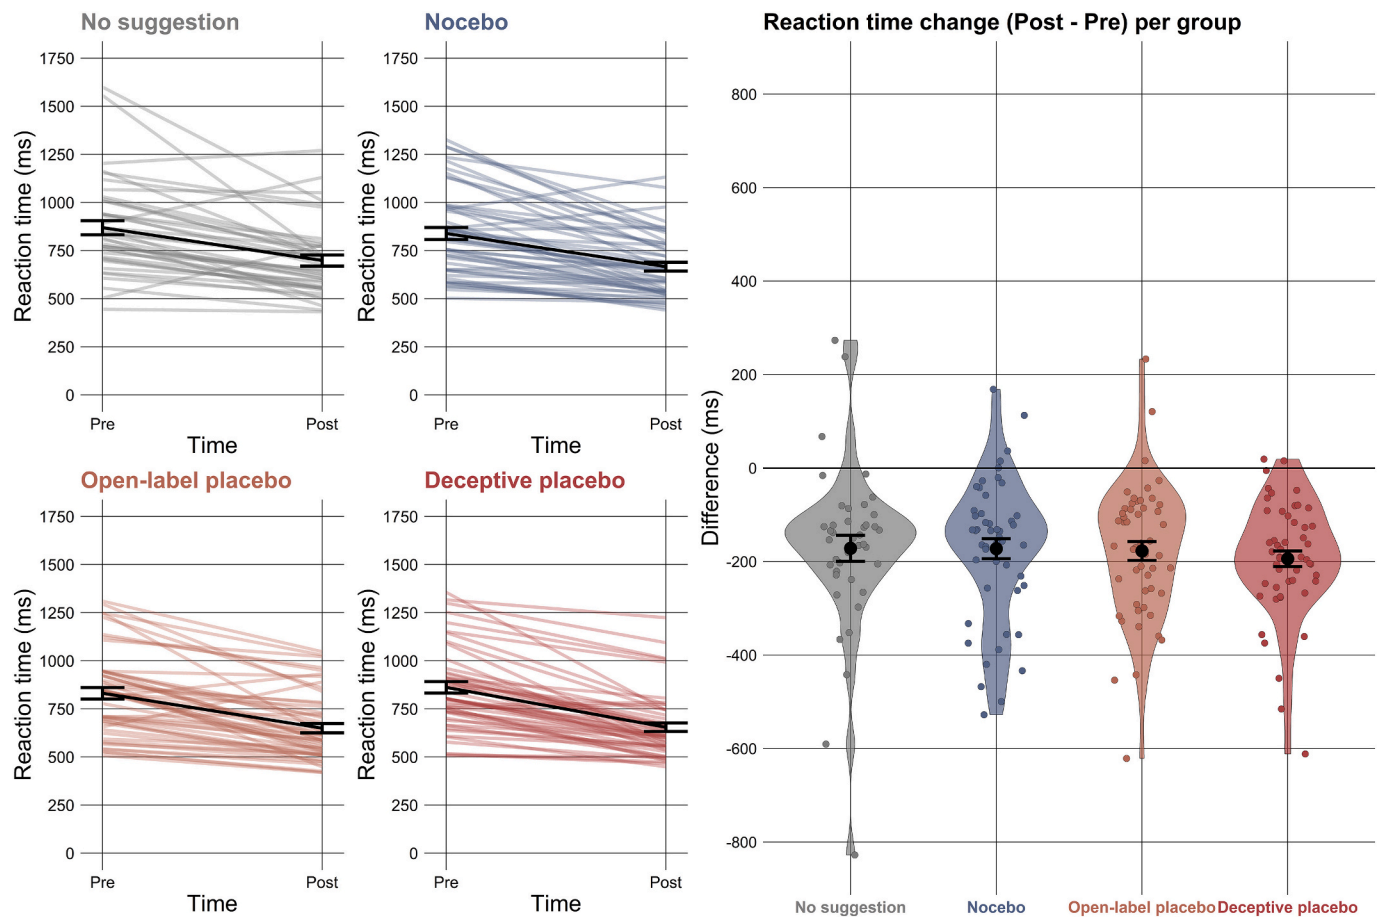 No suggestion
1750
1500
1250
1000
750
500
250
0
Reaction time (ms)
Pre
Post
Time
Nocebo
1750
1500
1250
1000
750
500
250
0
Reaction time (ms)
Pre
Post
Time
Open-label placebo
1750
1500
1250
1000
750
500
250
0
Reaction time (ms)
Pre
Post
Time
Deceptive placebo
1750
1500
1250
1000
750
500
250
0
Reaction time (ms)
Pre
Post
Time
Reaction time change (Post - Pre) per group
800
600
400
200
0
-200
-400
-600
-800
Difference (ms)
No suggestion
Nocebo
Open-label placebo
Deceptive placebo